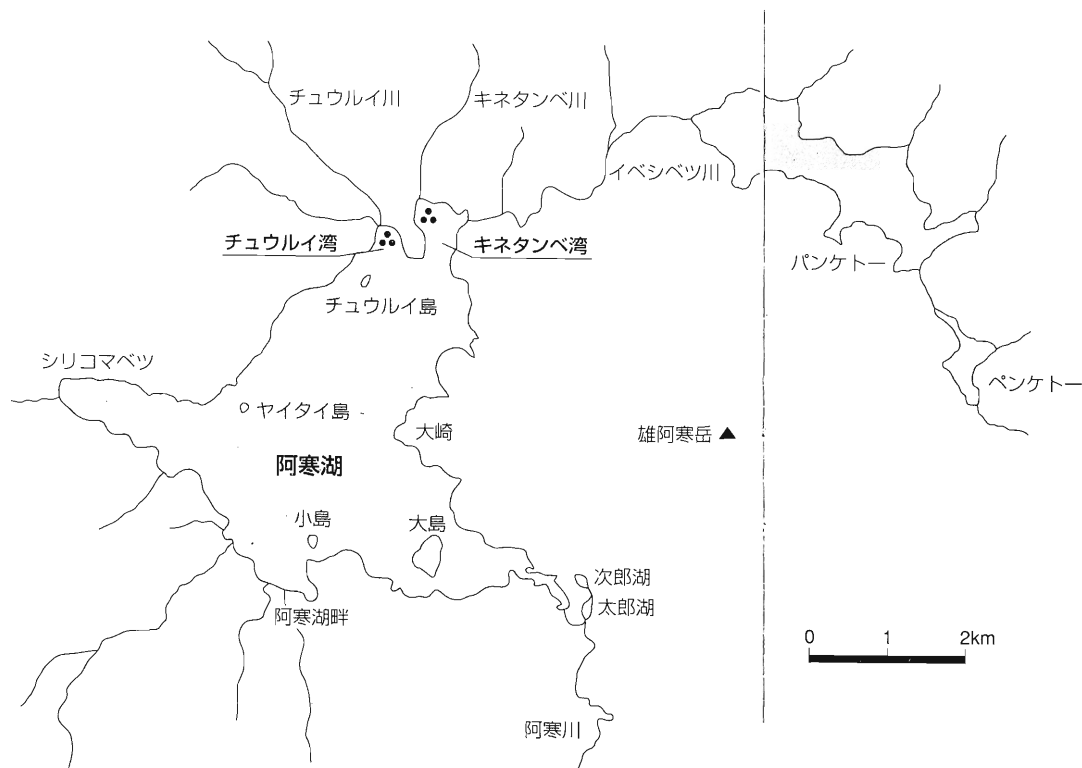 チュウルイ川
キネタンベ川
イベシベツ川
チュウルイ湾
キネタンベ湾
パンケトー
チュウルイ島
シリコマベツ
ペンケトー
ヤイタイ島
大崎
雄阿寒岳
阿寒湖
小島
大島
次郎湖
太郎湖
阿寒湖畔
0 1 2km
阿寒川